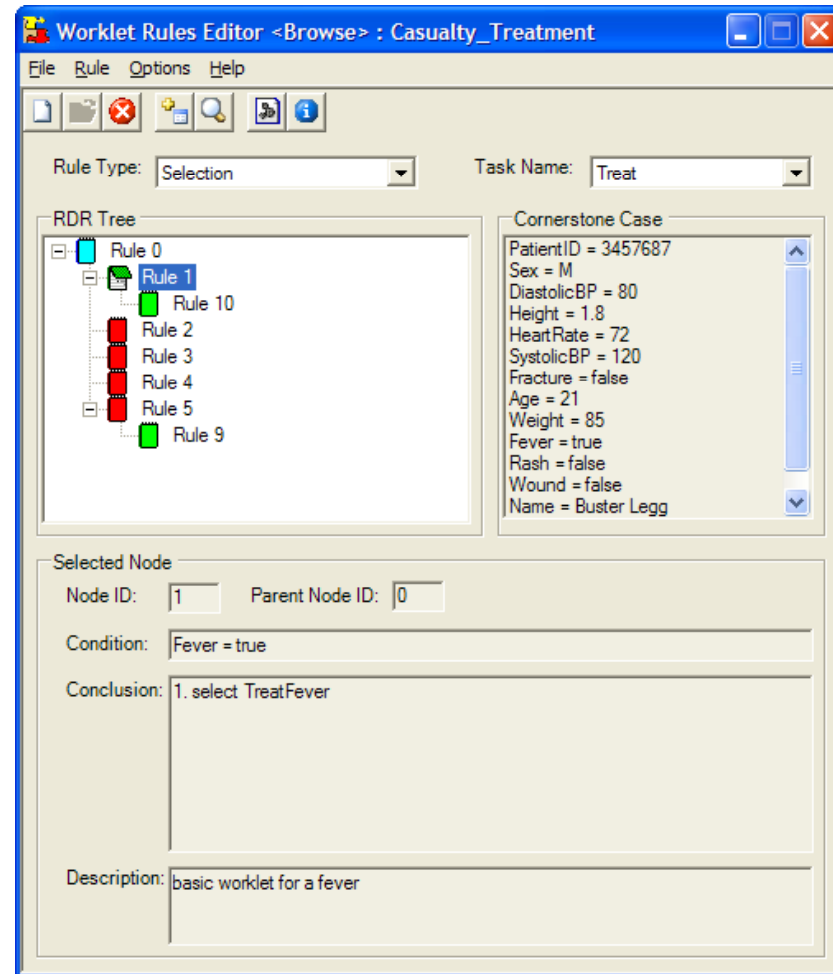 Worklet Rules Editor <Browse> : Casualty_Treatment
File Rule Options Help
Rule Type: Selection Task Name: Treat
RDR Tree
Rule 0
Rule 1
Rule 10
Rule 2
Rule 3
Rule 4
Rule 5
Rule 9
Cornerstone Case
PatientID = 3457687
Sex = M
DiastolicBP = 80
Height = 1.8
HeartRate = 72
SystolicBP = 120
Fracture = false
Age = 21
Weight = 85
Fever = true
Rash = false
Wound = false
Name = Buster Legg
Selected Node
Node ID: 1 Parent Node ID: 0
Condition: Fever = true
Conclusion: 1. select TreatFever
Description: basic worklet for a fever